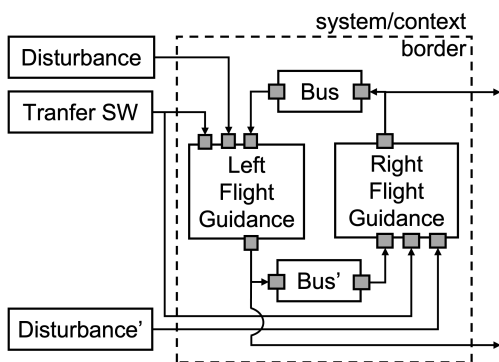 system/context
border
Disturbance
Bus
Tranfer SW
Left
Flight
Guidance
Right
Flight
Guidance
Bus'
Disturbance'